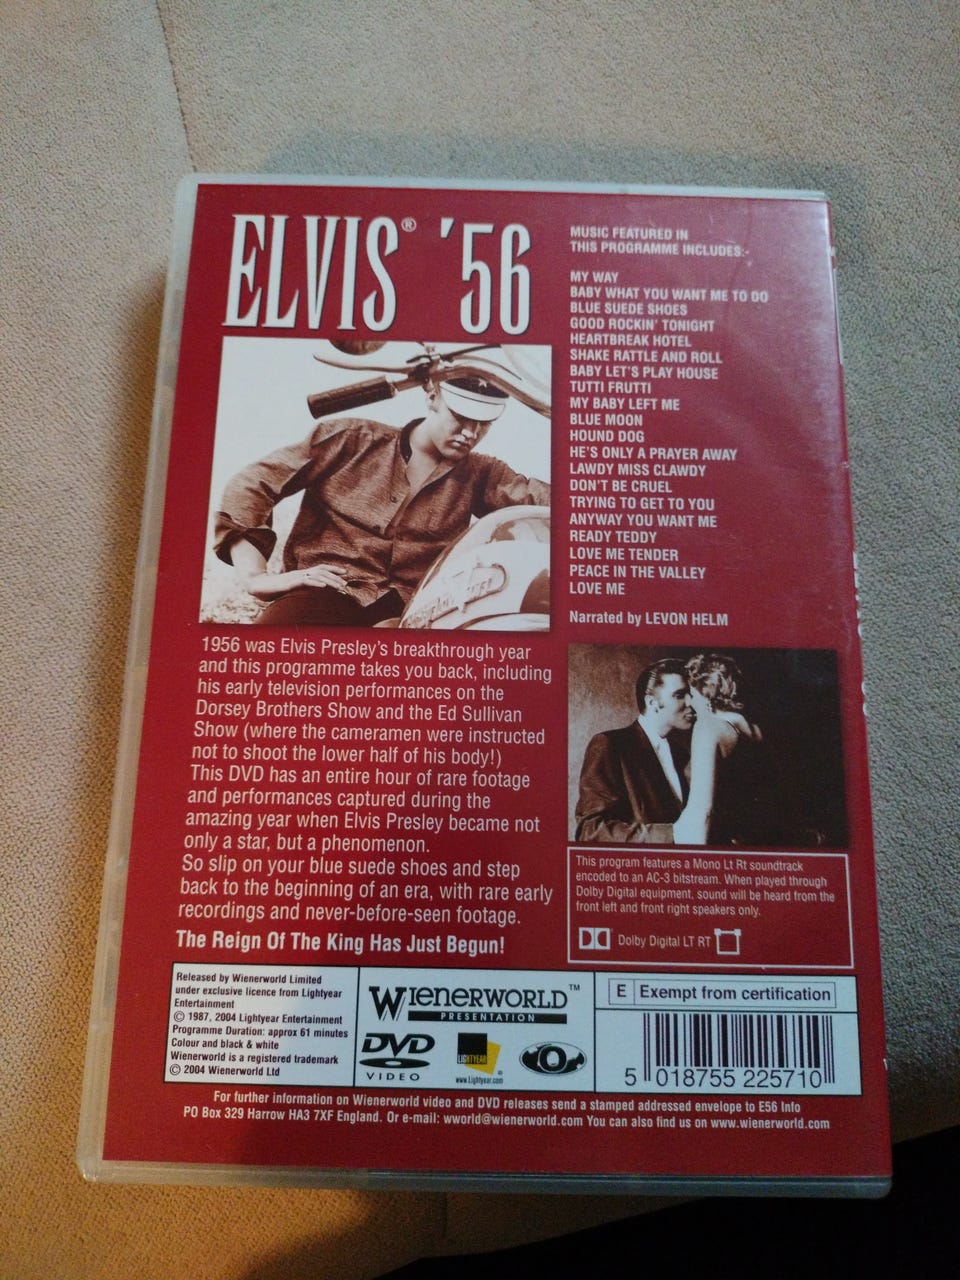 ELVIS® '56
MUSIC FEATURED IN
THIS PROGRAMME INCLUDES:-
MY WAY
BABY WHAT YOU WANT ME TO DO
BLUE SUEDE SHOES
GOOD ROCKIN' TONIGHT
HEARTBREAK HOTEL
SHAKE RATTLE AND ROLL
BABY LET'S PLAY HOUSE
TUTTI FRUTTI
MY BABY LEFT ME
BLUE MOON
HOUND DOG
HE'S ONLY A PRAYER AWAY
LAWDY MISS CLAWDY
DON'T BE CRUEL
TRYING TO GET TO YOU
ANYWAY YOU WANT ME
READY TEDDY
LOVE ME TENDER
PEACE IN THE VALLEY
LOVE ME
Narrated by LEVON HELM
1956 was Elvis Presley's breakthrough year
and this programme takes you back, including
his early television performances on the
Dorsey Brothers Show and the Ed Sullivan
Show (where the cameramen were instructed
not to shoot the lower half of his body!)
This DVD has an entire hour of rare footage
and performances captured during the
amazing year when Elvis Presley became not
only a star, but a phenomenon.
So slip on your blue suede shoes and step
back to the beginning of an era, with rare early
recordings and never-before-seen footage.
The Reign Of The King Has Just Begun!
This program features a Mono Lt Rt soundtrack
encoded to an AC-3 bitstream. When played through
Dolby Digital equipment, sound will be heard from the
front left and front right speakers only.
Dolby Digital LT RT
Released by Wienerworld Limited
under exclusive licence from Lightyear
Entertainment
© 1987, 2004 Lightyear Entertainment
Programme Duration: approx 61 minutes
Colour and black & white
Wienerworld is a registered trademark
© 2004 Wienerworld Ltd
WIENERWORLD™
PRESENTATION
DVD
VIDEO
LIGHTYEAR®
www.Lightyear.com
E Exempt from certification
5 018755 225710
For further information on Wienerworld video and DVD releases send a stamped addressed envelope to E56 Info
PO Box 329 Harrow HA3 7XF England. Or e-mail: wworld@wienerworld.com You can also find us on www.wienerworld.com